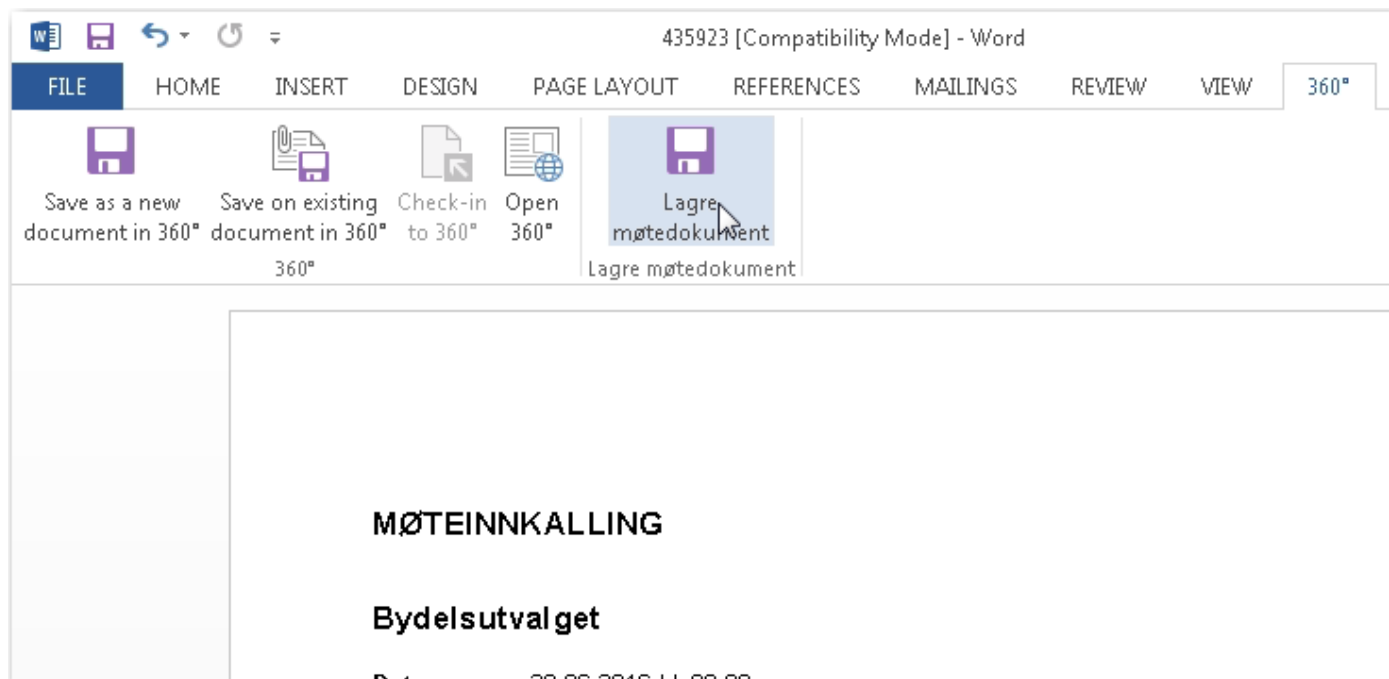 435923 [Compatibility Mode] - Word
FILE HOME INSERT DESIGN PAGE LAYOUT REFERENCES MAILINGS REVIEW VIEW 360°
Save as a new Save on existing Check-in Open Lagre
document in 360° document in 360° to 360° 360° møtedokument
360° Lagre møtedokument
MØTEINNKALLING
Bydelsutvalget